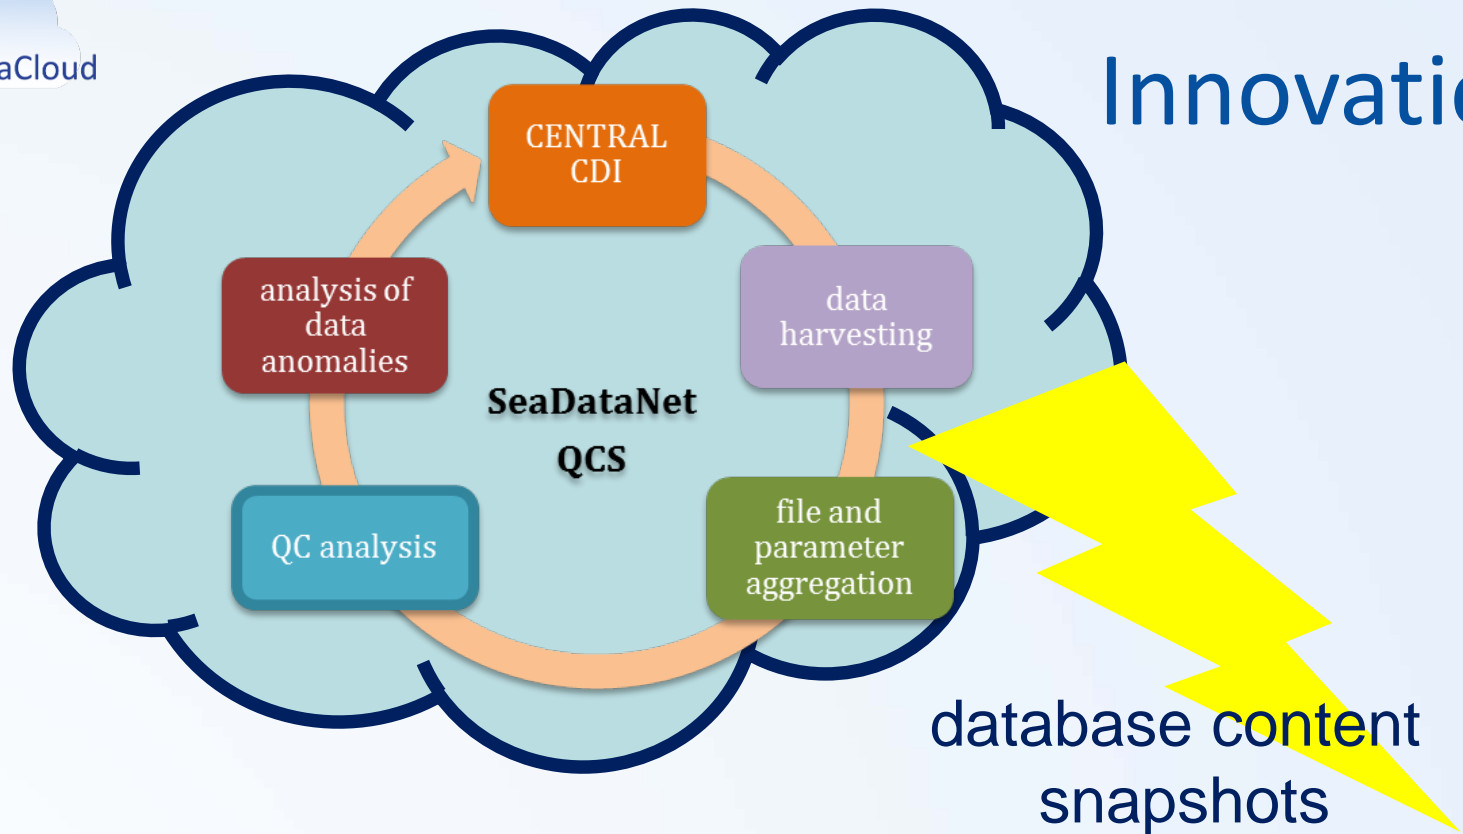 aCloud
Innovatio
CENTRAL
CDI
data
harvesting
file and
parameter
aggregation
QC analysis
analysis of
data
anomalies
SeaDataNet
QCS
database content
snapshots